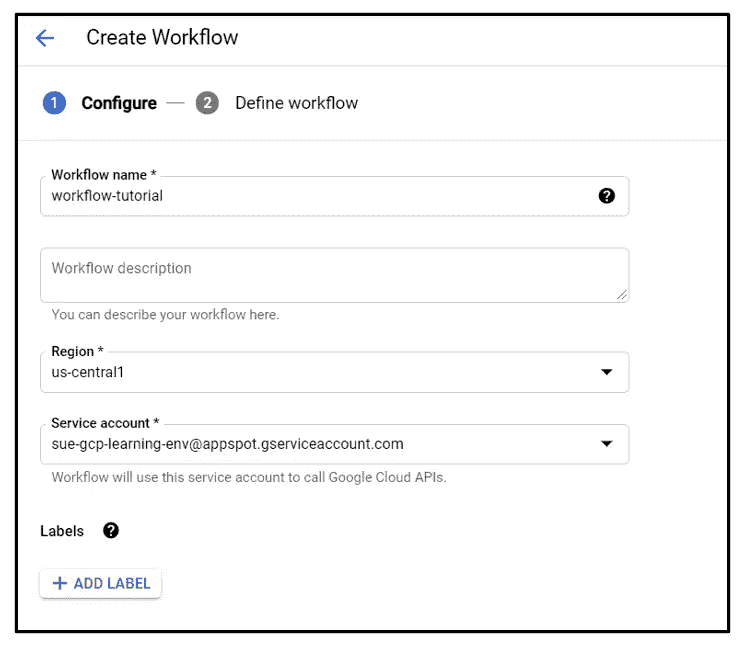 Create Workflow
1 Configure — 2 Define workflow
Workflow name *
workflow-tutorial
Workflow description
You can describe your workflow here.
Region *
us-central1
Service account *
sue-gcp-learning-env@appspot.gserviceaccount.com
Workflow will use this service account to call Google Cloud APIs.
Labels
+ ADD LABEL